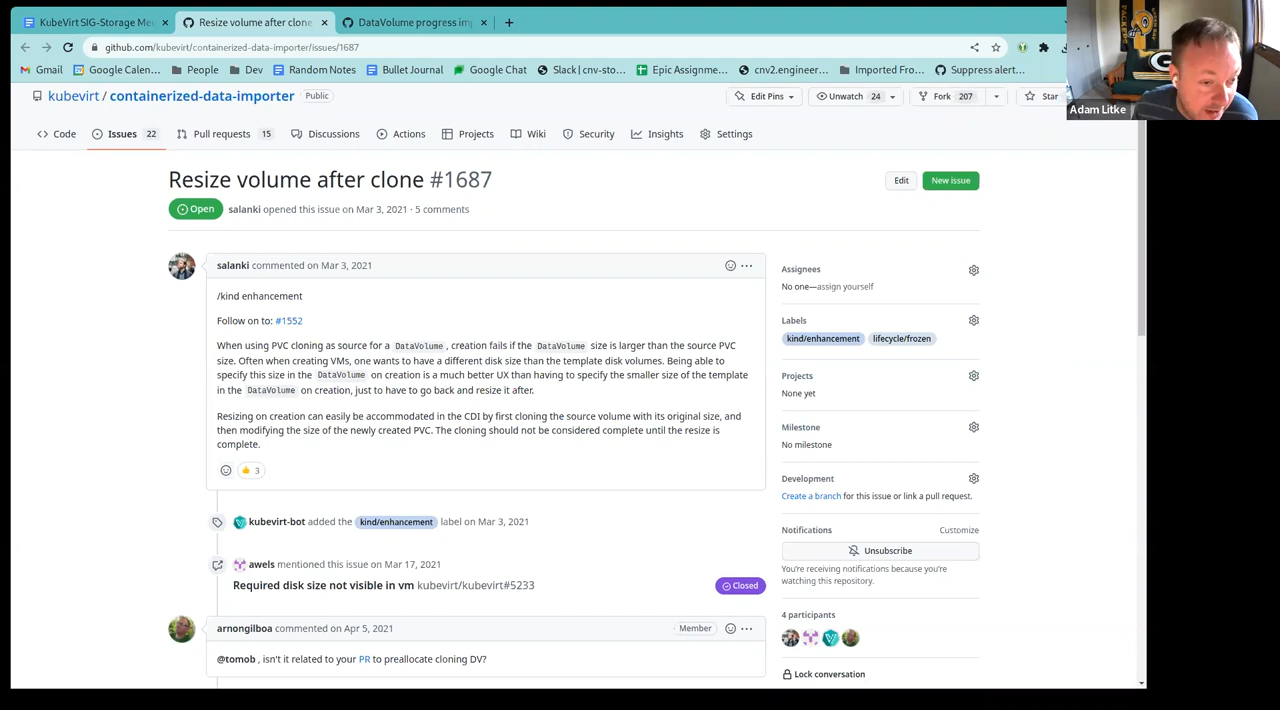 KubeVirt SIG-Storage Me
Resize volume after clone
DataVolume progress im
github.com/kubevirt/containerized-data-importer/issues/1687
Gmail
Google Calen...
People
Dev
Random Notes
Bullet Journal
Google Chat
Slack | cnv-sto...
Epic Assignme...
cnv2.engineer...
Imported Fro...
Suppress alert...
Adam Litke
kubevirt / containerized-data-importer Public
Edit Pins
Unwatch 24
Fork 207
Star
Code
Issues 22
Pull requests 15
Discussions
Actions
Projects
Wiki
Security
Insights
Settings
Resize volume after clone #1687
Edit
New issue
Open
salanki opened this issue on Mar 3, 2021 · 5 comments
salanki commented on Mar 3, 2021
/kind enhancement
Follow on to: #1552
When using PVC cloning as source for a DataVolume , creation fails if the DataVolume size is larger than the source PVC
size. Often when creating VMs, one wants to have a different disk size than the template disk volumes. Being able to
specify this size in the DataVolume on creation is a much better UX than having to specify the smaller size of the template
in the DataVolume on creation, just to have to go back and resize it after.
Resizing on creation can easily be accommodated in the CDI by first cloning the source volume with its original size, and
then modifying the size of the newly created PVC. The cloning should not be considered complete until the resize is
complete.
3
kubevirt-bot added the kind/enhancement label on Mar 3, 2021
awels mentioned this issue on Mar 17, 2021
Required disk size not visible in vm kubevirt/kubevirt#5233
Closed
arnongilboa commented on Apr 5, 2021
Member
@tomob , isn't it related to your PR to preallocate cloning DV?
Assignees
No one—assign yourself
Labels
kind/enhancement
lifecycle/frozen
Projects
None yet
Milestone
No milestone
Development
Create a branch for this issue or link a pull request.
Notifications
Customize
Unsubscribe
You're receiving notifications because you're
watching this repository.
4 participants
Lock conversation